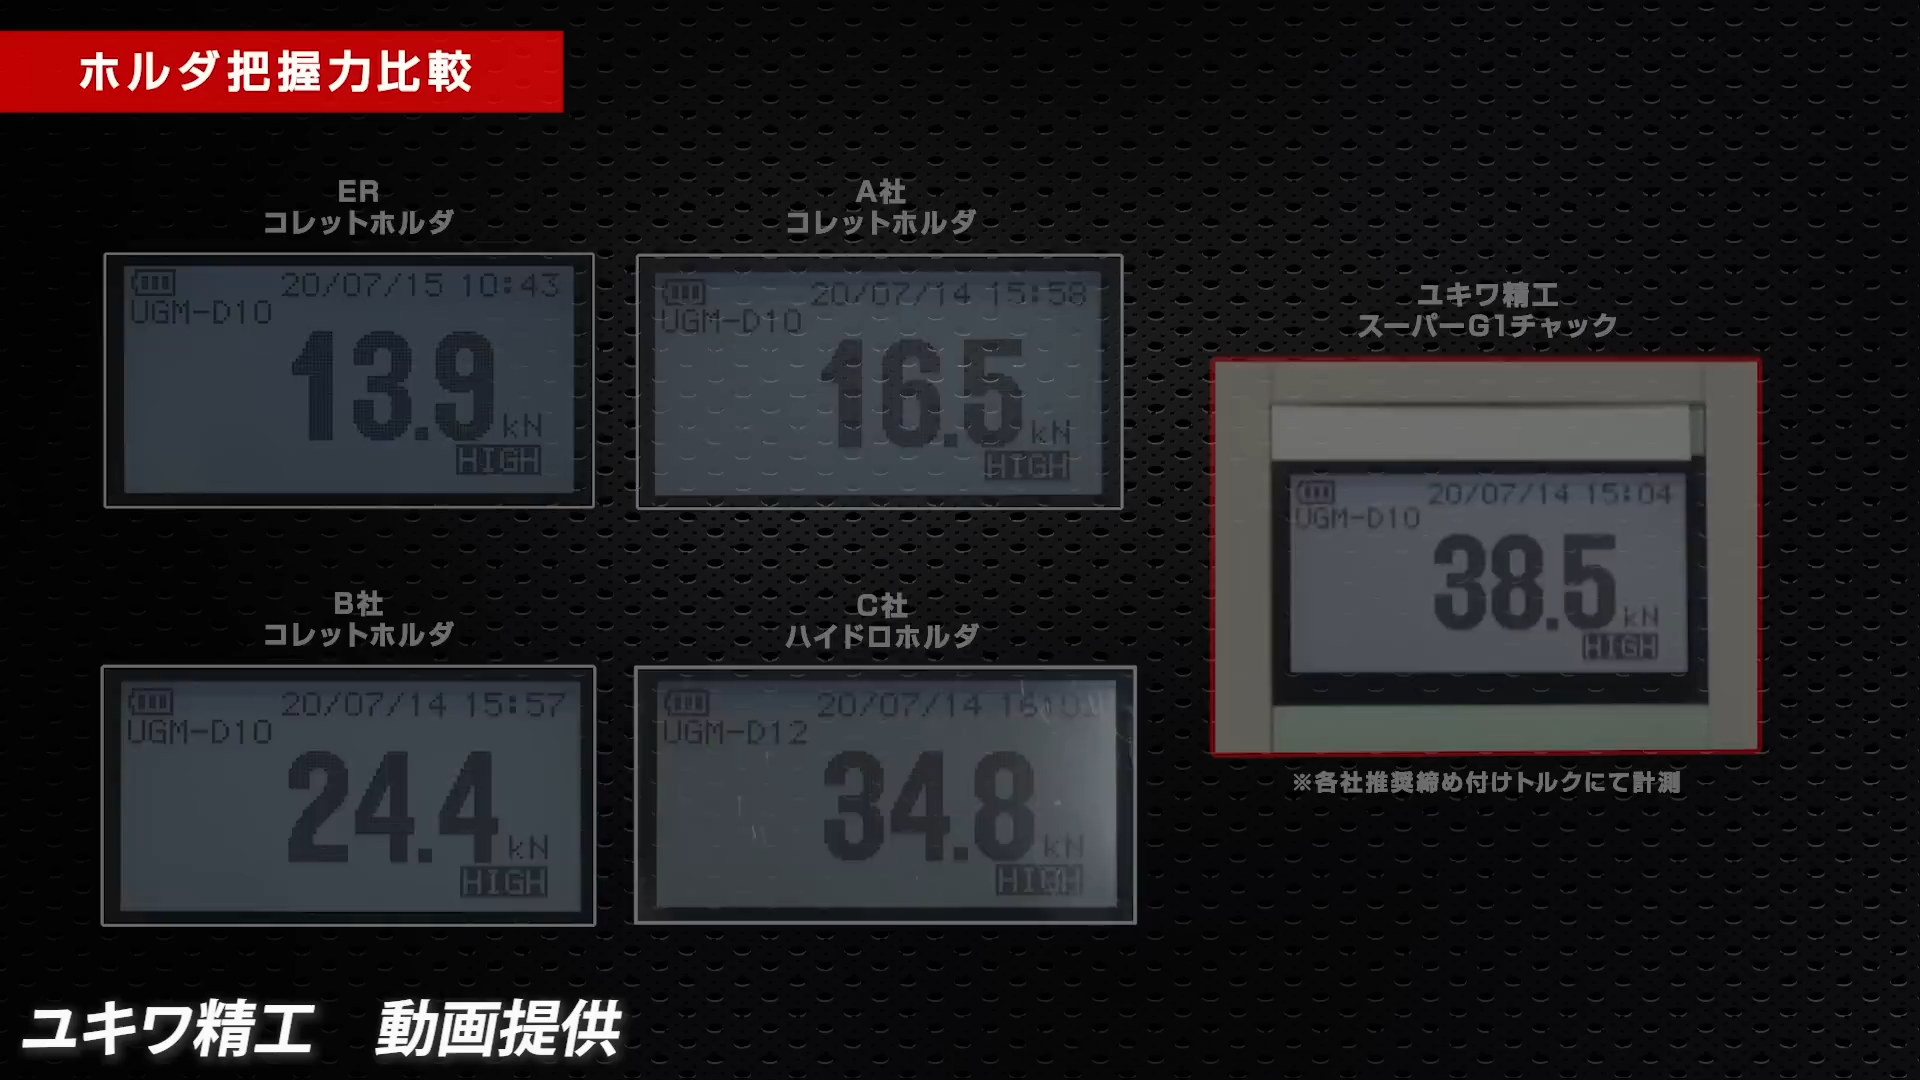 ホルダ把握力比較
ER
コレットホルダ
20/07/15 10:43
UGM-D10
13.9 kN
HIGH
A社
コレットホルダ
20/07/14 15:58
UGM-D10
16.5 kN
HIGH
B社
コレットホルダ
20/07/14 15:57
UGM-D10
24.4 kN
HIGH
C社
ハイドロホルダ
20/07/14
UGM-D12
34.8 kN
HIGH
ユキワ精工
スーパーG1チャック
20/07/14 15:04
UGM-D10
38.5 kN
HIGH
※各社推奨締め付けトルクにて計測
ユキワ精工 動画提供